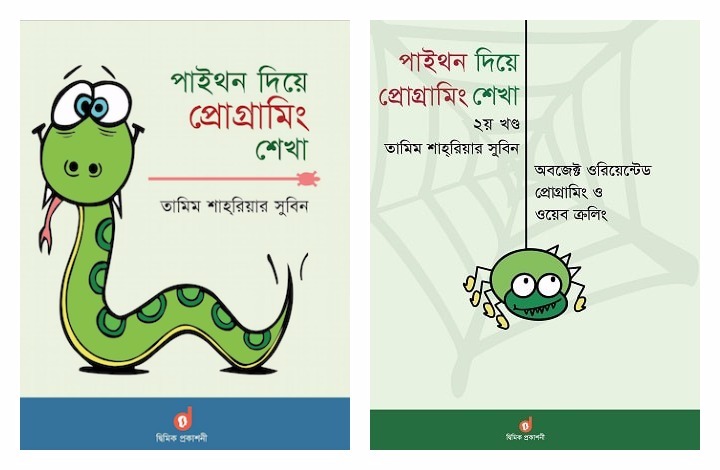 পাইথন দিয়ে
প্রোগ্রামিং
শেখা
তামিম শাহ্‌রিয়ার সুবিন
দ্বিমিক প্রকাশনী
পাইথন দিয়ে
প্রোগ্রামিং শেখা
২য় খণ্ড
তামিম শাহ্‌রিয়ার সুবিন
অবজেক্ট ওরিয়েন্টেড
প্রোগ্রামিং ও
ওয়েব ক্রলিং
দ্বিমিক প্রকাশনী